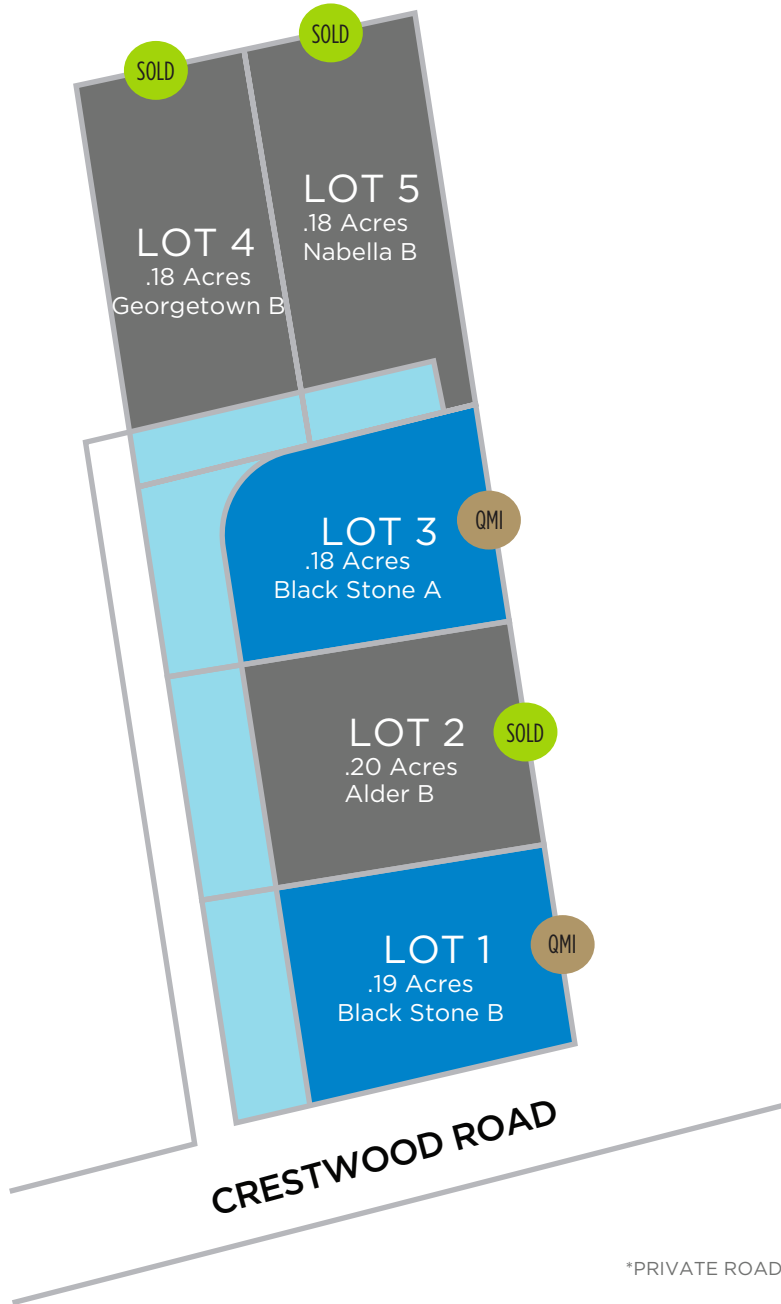 SOLD
SOLD
LOT 5
.18 Acres
Nabella B
LOT 4
.18 Acres
Georgetown B
LOT 3
.18 Acres
Black Stone A
QMI
LOT 2
.20 Acres
Alder B
SOLD
LOT 1
.19 Acres
Black Stone B
QMI
CRESTWOOD ROAD
*PRIVATE ROAD